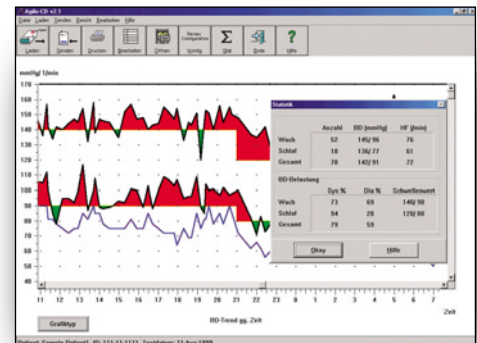 Agilis-CD v2.1
Datei Laden Senden Bericht Bearbeiten Hilfe
Review
Configuration
Σ
?
Laden Senden Drucken Bearbeiten Öffnen Konfig Stat Ende Hilfe
mmHg/ 1/min
170
160
150
140
130
120
110
100
90
80
70
60
50
40
Statistik
Anzahl BD (mmHg) HF (/min)
Wach 52 145/ 96 76
Schlaf 18 136/ 77 61
Gesamt 70 142/ 91 72
BD-Belastung
Sys % Dia % Schwellenwert
Wach 73 69 140/ 90
Schlaf 94 28 120/ 80
Gesamt 79 59
Okay Hilfe
11 12 13 14 15 16 17 18 19 20 21 22 23 0 1 2 3 4 5 6 7
Zeit
Grafiktyp
BD-Trend gg. Zeit